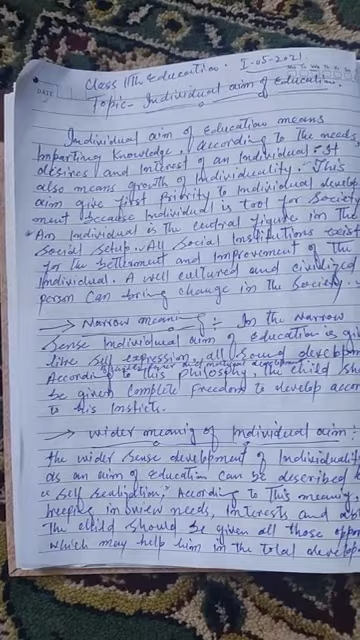 Class 11th Education. 1-05-2021.
DATE
Topic- Individual aim of Education.
Individual aim of Education means
Imparting knowledge, according to the needs,
desires and Interest of an Individual. It
also means growth of Individuality. This
aim give first Priority to Individual develop
ment because Individual is tool for Society
* An Individual is the central figure in the
Social Setup. All Social Institutions exist
for the betterment and Improvement of the
Individual. A well cultured and civilized
person Can bring change in the Society.
→ Narrow meaning :- In the Narrow
Sense Individual aim of Education is
like Self expression, all Sound develop
According to This Philosophy, the child sh
be given complete freedom to develop acc
to his Insticts.
→ wider meaning of Individual aim :-
the wider sense development of Individuali
as an aim of Education can be described
a "Self Realisation," According to This meaning
keeping in view needs, interests and
The child should be given all those oppo
which may help him in the total develop